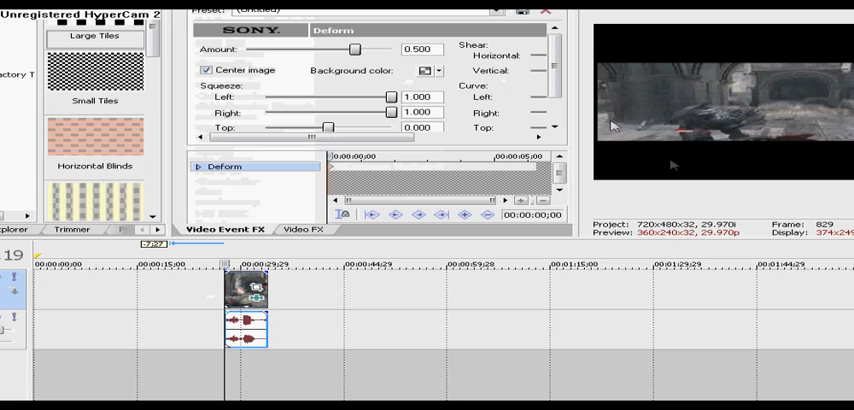 Unregistered HyperCam 2
Preset: (Untitled)
Large Tiles
Small Tiles
Horizontal Blinds
actory T
SONY. Deform
Amount: 0.500
Center image Background color:
Squeeze:
Left: 1.000
Right: 1.000
Top: 0.000
Shear:
Horizontal:
Vertical:
Curve:
Left:
Right:
Top:
Deform
00:00:00;00 00:00:05;00
00:00:00;00
plorer Trimmer
Video Event FX Video FX
Project: 720x480x32, 29.970i Frame: 829
Preview: 360x240x32, 29.970p Display: 374x249
-7;27
.19
00:00:00;00 00:00:15;00 00:00:29;29 00:00:44;29 00:00:59;28 00:01:15;00 00:01:29;29 00:01:44;29